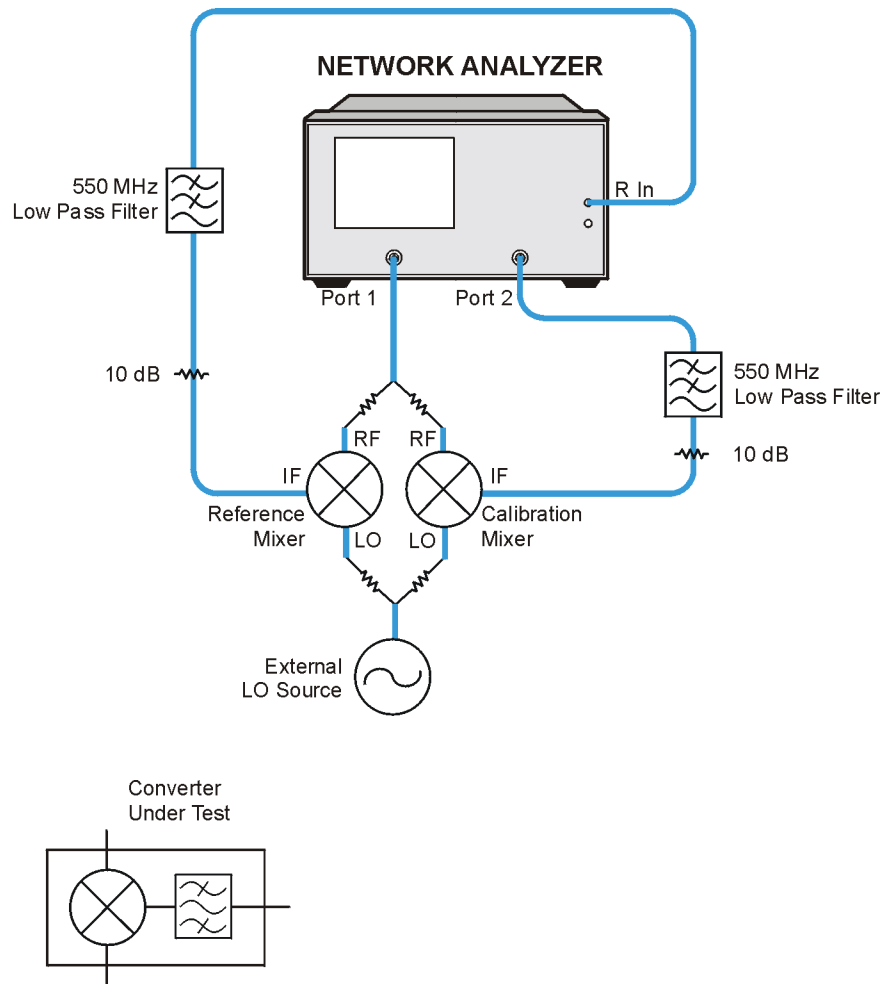 NETWORK ANALYZER
550 MHz
Low Pass Filter
R In
Port 1
Port 2
10 dB
550 MHz
Low Pass Filter
RF
RF
10 dB
IF
IF
Reference
Mixer
Calibration
Mixer
LO
LO
External
LO Source
Converter
Under Test